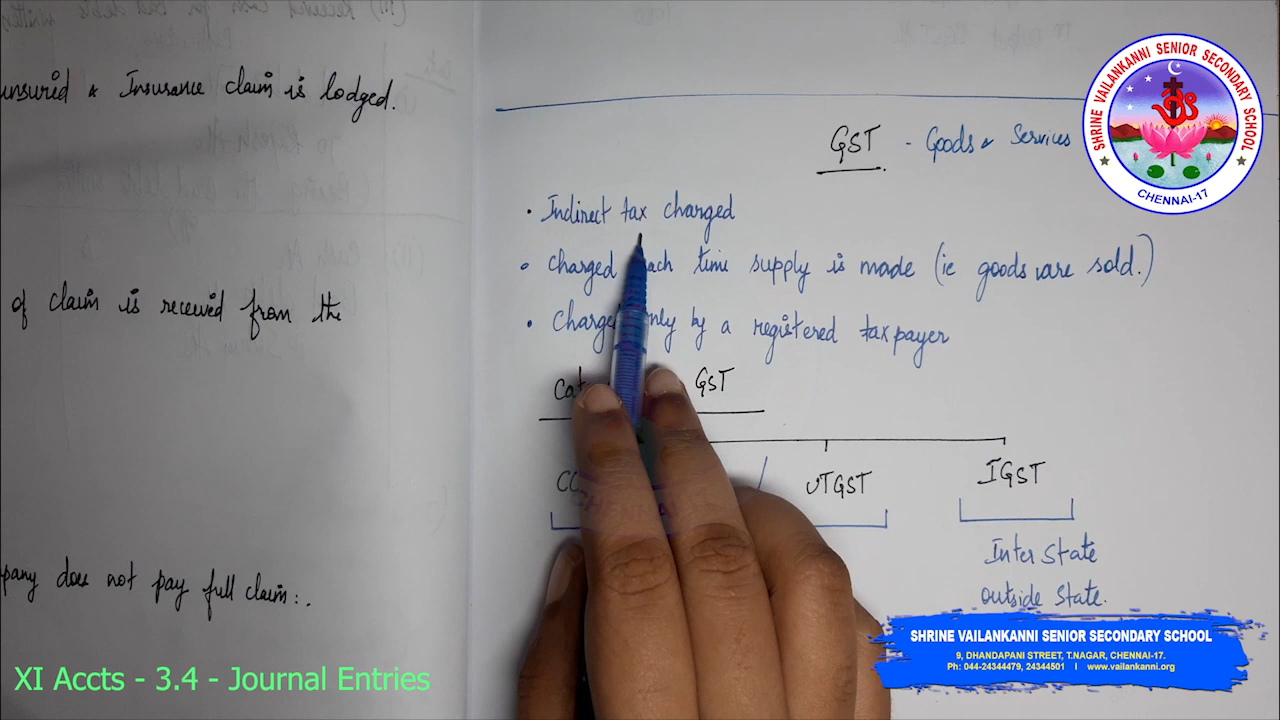 unsured & Insurance claim is lodged.
of claim is received from the
pany does not pay full claim:.
GST - Goods & Services
• Indirect tax charged
• charged each time supply is made (ie goods are sold.)
• charged only by a registered taxpayer
cat GST
CG / UTGST IGST
Inter State
outside State.
SHRINE VAILANKANNI SENIOR SECONDARY SCHOOL
CHENNAI-17
SHRINE VAILANKANNI SENIOR SECONDARY SCHOOL
9, DHANDAPANI STREET, T.NAGAR, CHENNAI-17.
Ph: 044-24344479, 24344501 I www.vailankanni.org
XI Accts - 3.4 - Journal Entries